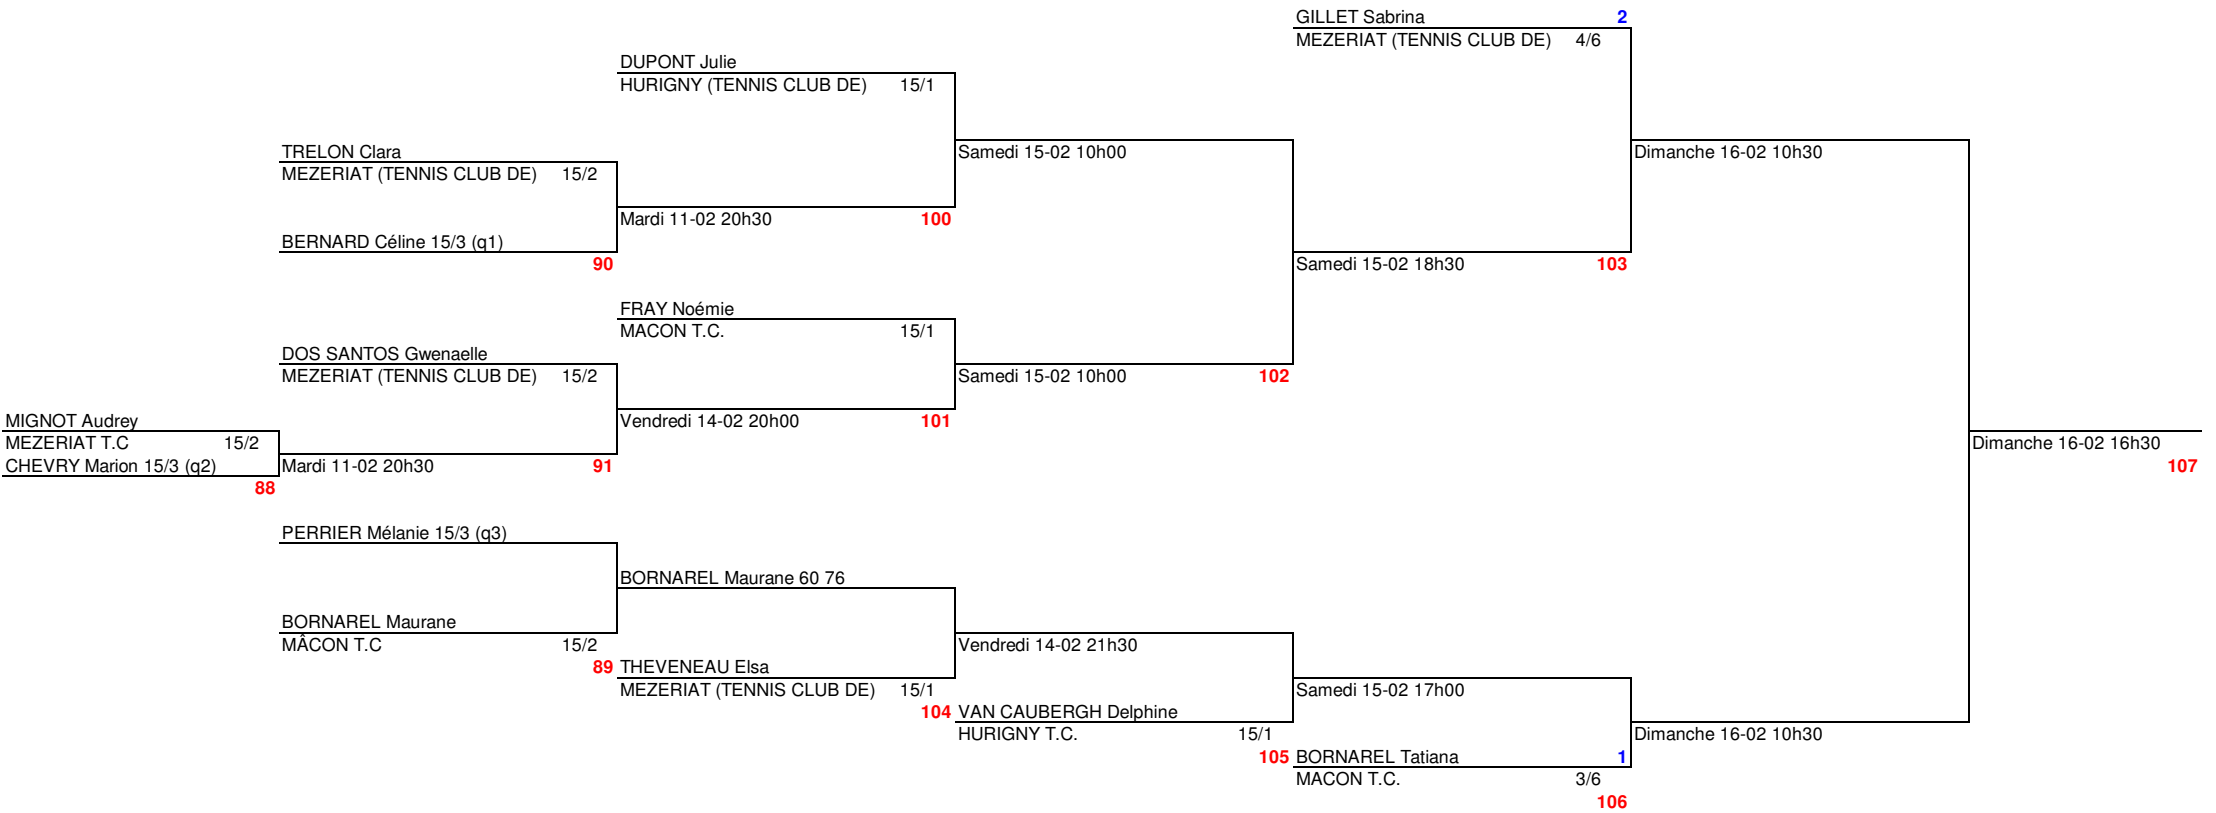 GILLET Sabrina 2
MEZERIAT (TENNIS CLUB DE) 4/6
DUPONT Julie
HURIGNY (TENNIS CLUB DE) 15/1
TRELON Clara
Samedi 15-02 10h00
Dimanche 16-02 10h30
MEZERIAT (TENNIS CLUB DE) 15/2
Mardi 11-02 20h30 100
BERNARD Céline 15/3 (q1)
90
Samedi 15-02 18h30 103
FRAY Noémie
MACON T.C. 15/1
DOS SANTOS Gwenaelle
MEZERIAT (TENNIS CLUB DE) 15/2
Samedi 15-02 10h00 102
MIGNOT Audrey
Vendredi 14-02 20h00 101
MEZERIAT T.C 15/2
Dimanche 16-02 16h30
CHEVRY Marion 15/3 (q2)
Mardi 11-02 20h30 91
107
88
PERRIER Mélanie 15/3 (q3)
BORNAREL Maurane 60 76
BORNAREL Maurane
MÂCON T.C 15/2
Vendredi 14-02 21h30
89
THEVENEAU Elsa
MEZERIAT (TENNIS CLUB DE) 15/1
Samedi 15-02 17h00
104
VAN CAUBERGH Delphine
HURIGNY T.C. 15/1
Dimanche 16-02 10h30
105
BORNAREL Tatiana 1
MACON T.C. 3/6
106